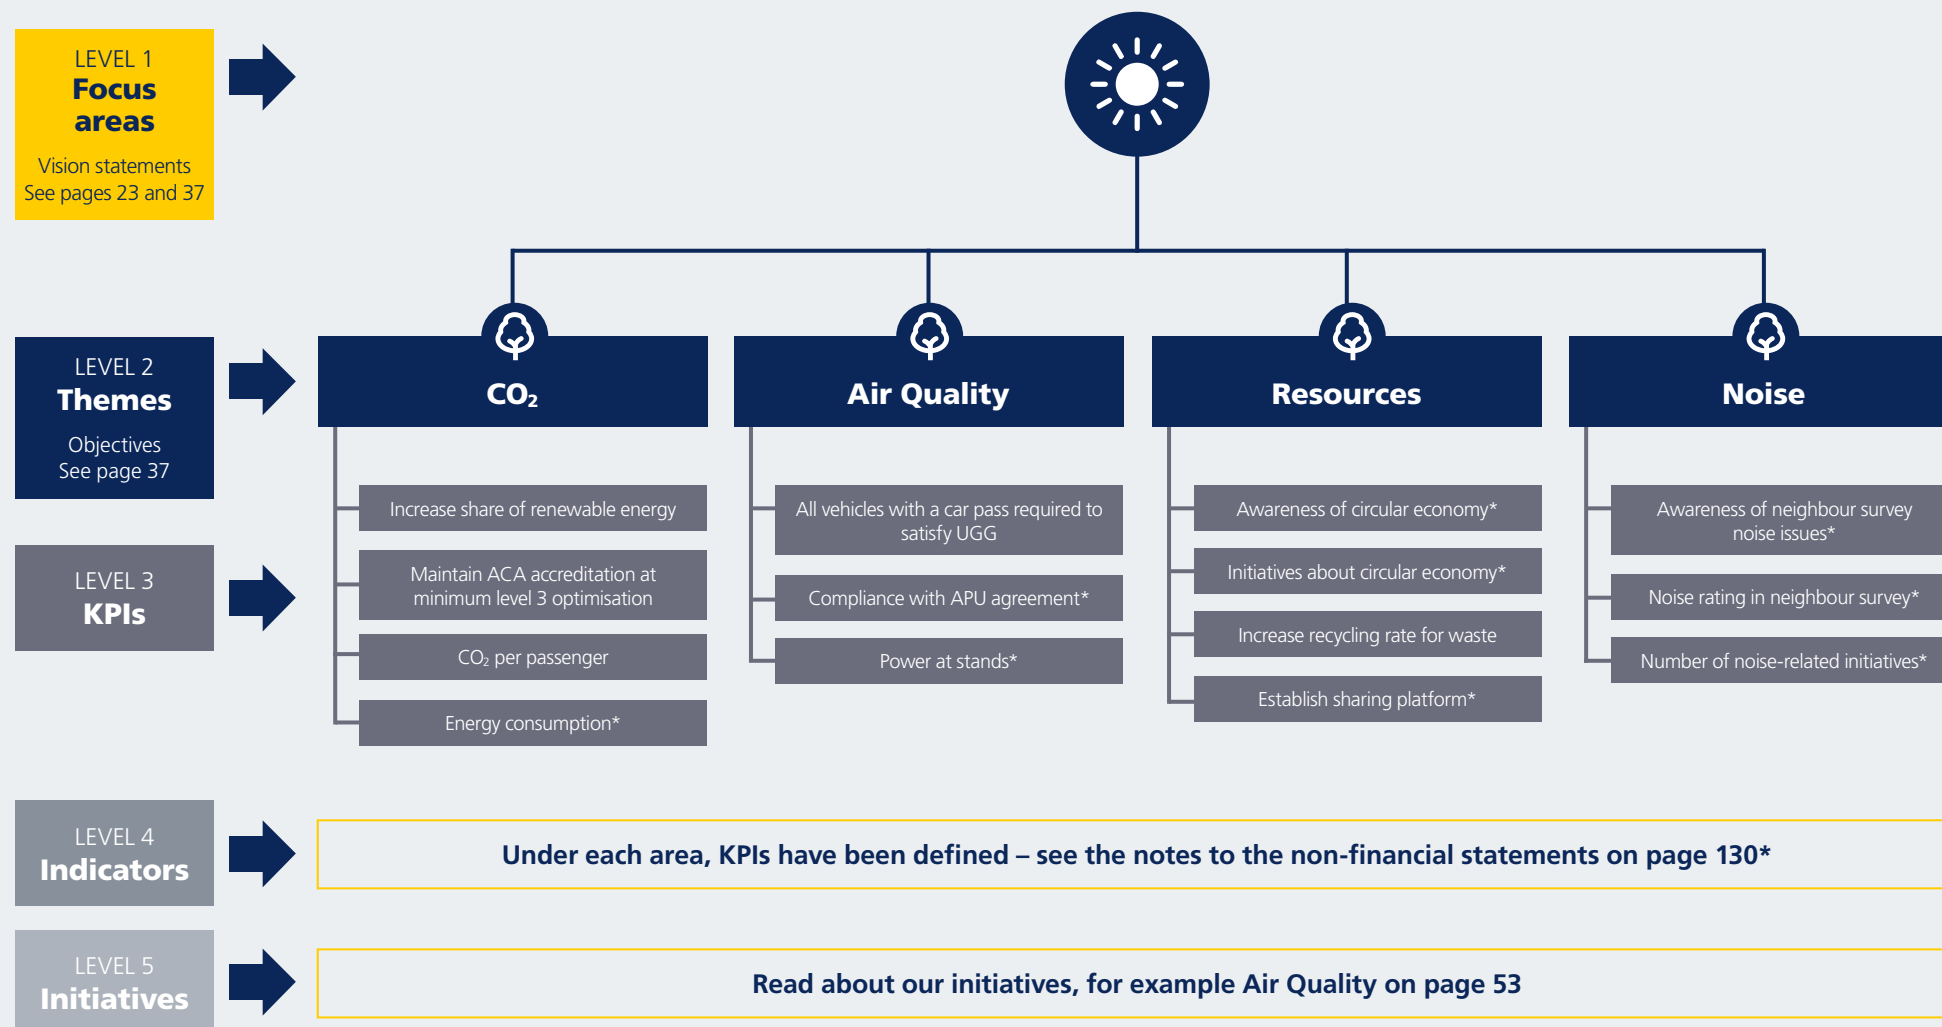 LEVEL 1
Focus
areas
Vision statements
See pages 23 and 37
LEVEL 2
Themes
Objectives
See page 37
CO₂
Air Quality
Resources
Noise
LEVEL 3
KPIs
Increase share of renewable energy
Maintain ACA accreditation at
minimum level 3 optimisation
CO₂ per passenger
Energy consumption*
All vehicles with a car pass required to
satisfy UGG
Compliance with APU agreement*
Power at stands*
Awareness of circular economy*
Initiatives about circular economy*
Increase recycling rate for waste
Establish sharing platform*
Awareness of neighbour survey
noise issues*
Noise rating in neighbour survey*
Number of noise-related initiatives*
LEVEL 4
Indicators
Under each area, KPIs have been defined – see the notes to the non-financial statements on page 130*
LEVEL 5
Initiatives
Read about our initiatives, for example Air Quality on page 53